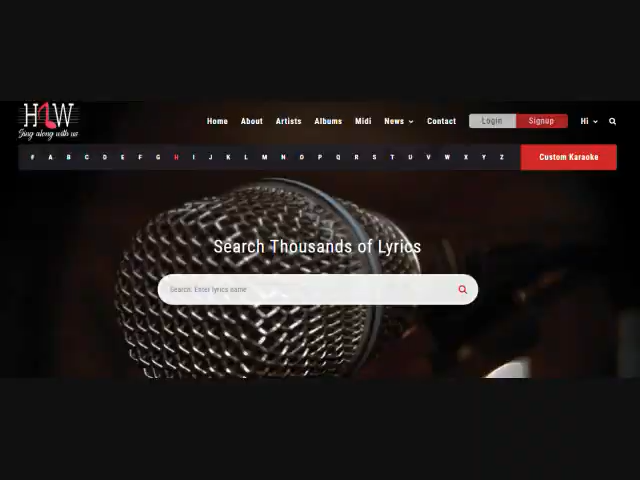 HLW
Sing along with us
Home About Artists Albums Midi News Contact Login Signup Hi
# A B C D E F G H I J K L M N O P Q R S T U V W X Y Z Custom Karaoke
Search Thousands of Lyrics
Search: Enter lyrics name